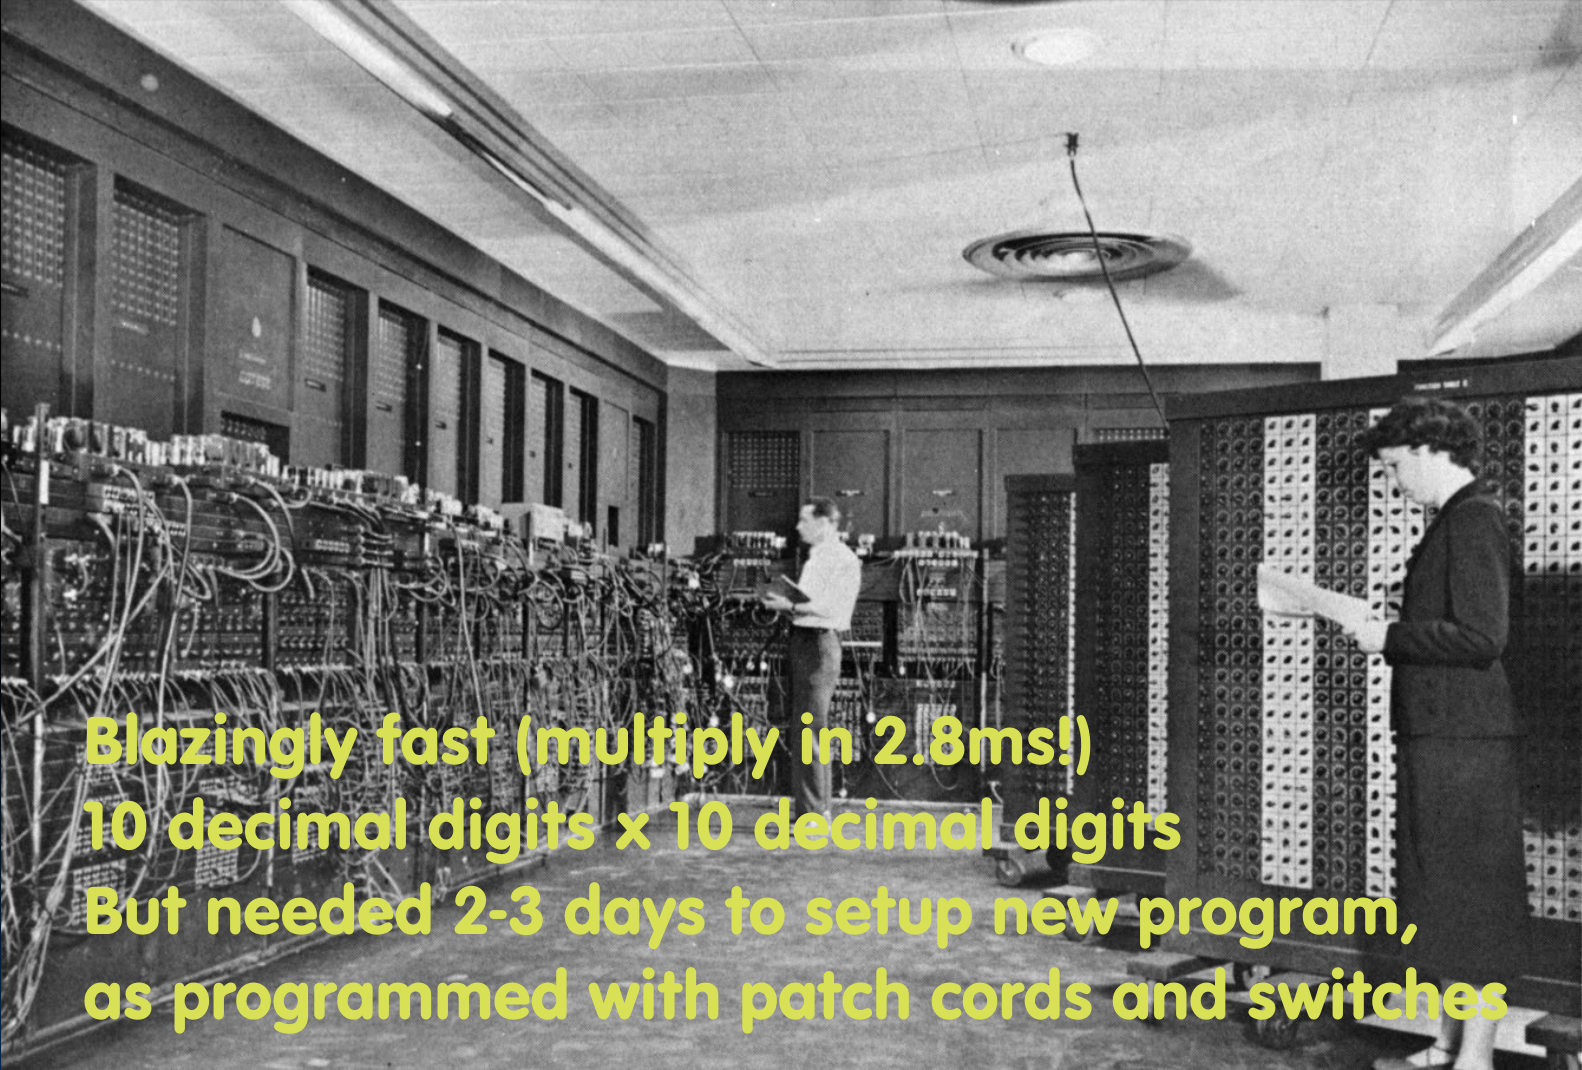 Blazingly fast (multiply in 2.8ms!)
10 decimal digits x 10 decimal digits
But needed 2-3 days to setup new program,
as programmed with patch cords and switches